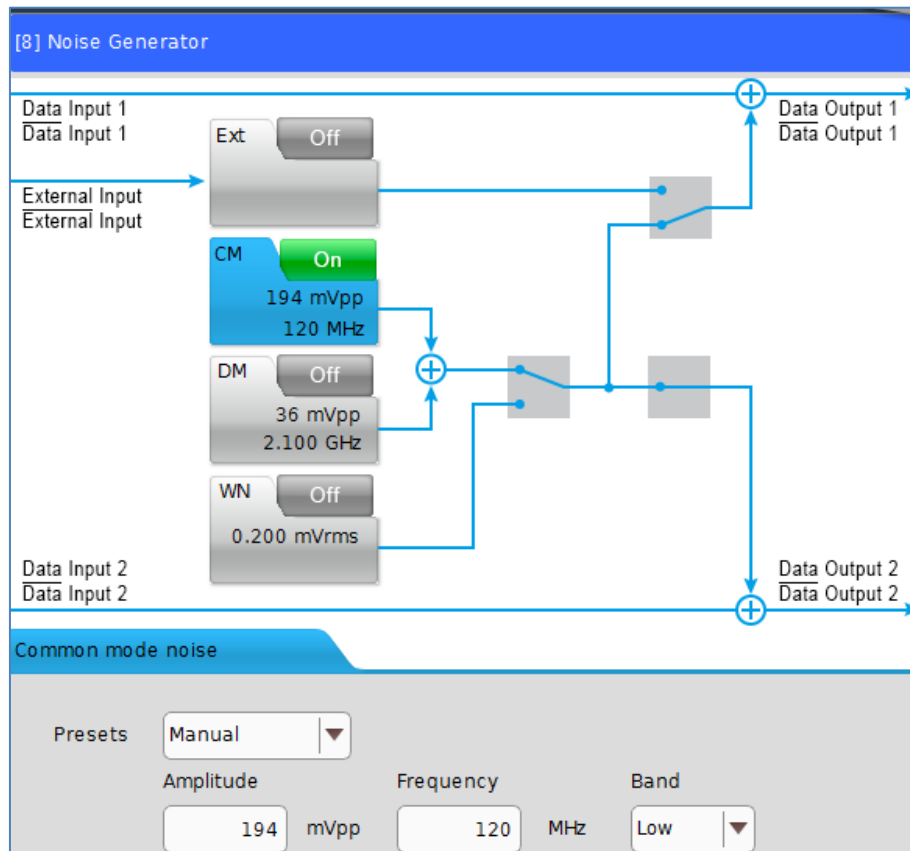 [8] Noise Generator
Data Input 1
Data Input 1
Data Output 1
Data Output 1
Ext
Off
External Input
External Input
CM
On
194 mVpp
120 MHz
DM
Off
36 mVpp
2.100 GHz
WN
Off
0.200 mVrms
Data Input 2
Data Input 2
Data Output 2
Data Output 2
Common mode noise
Presets
Manual
Amplitude
Frequency
Band
194 mVpp
120 MHz
Low